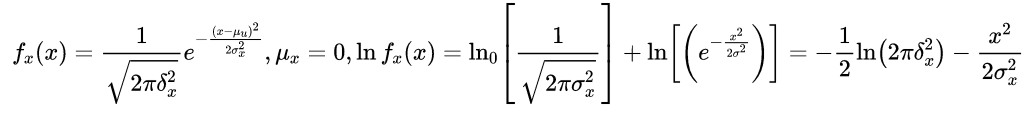 f_x(x) = \frac{1}{\sqrt{2\pi\delta_x^2}} e^{-\frac{(x-\mu_u)^2}{2\sigma_x^2}}, \mu_x = 0, \ln f_x(x) = \ln_0 \left[ \frac{1}{\sqrt{2\pi\sigma_x^2}} \right] + \ln \left[ \left( e^{-\frac{x^2}{2\sigma^2}} \right) \right] = -\frac{1}{2} \ln(2\pi\delta_x^2) - \frac{x^2}{2\sigma_x^2}